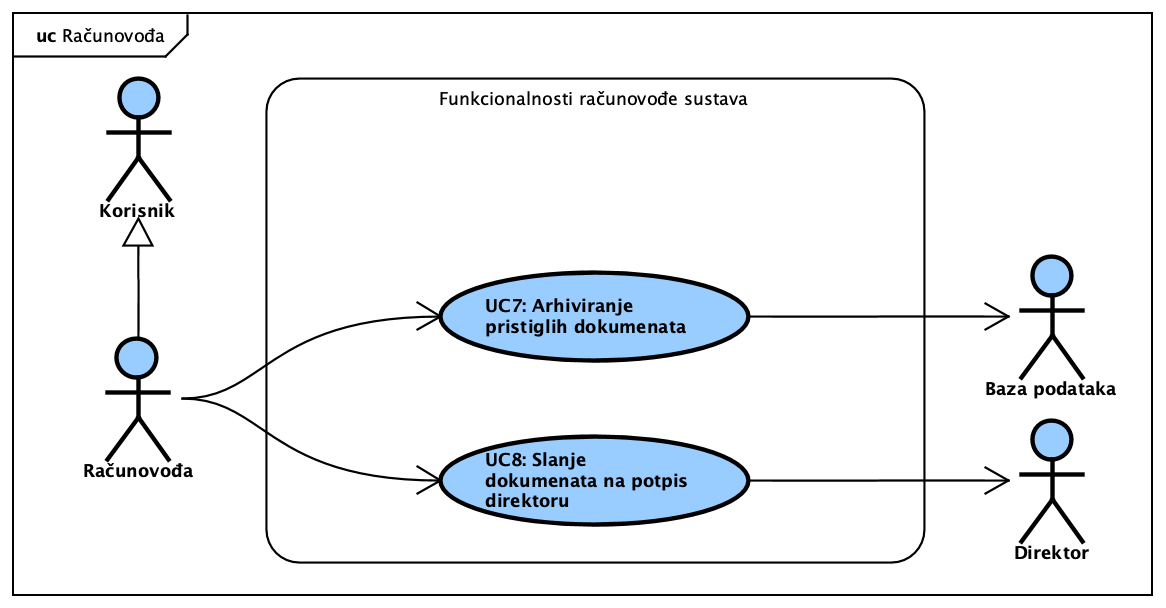 uc Računovođa
Funkcionalnosti računovođe sustava
Korisnik
UC7: Arhiviranje
pristiglih dokumenata
Baza podataka
Računovođa
UC8: Slanje
dokumenata na potpis
direktoru
Direktor